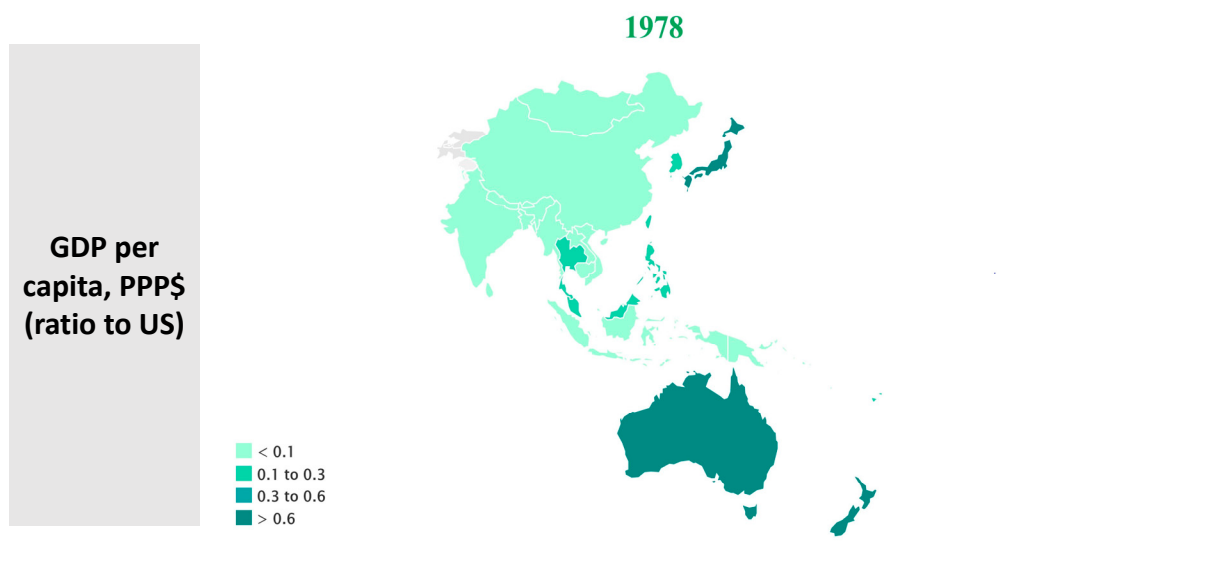 1978
GDP per
capita, PPP$
(ratio to US)
< 0.1
0.1 to 0.3
0.3 to 0.6
> 0.6